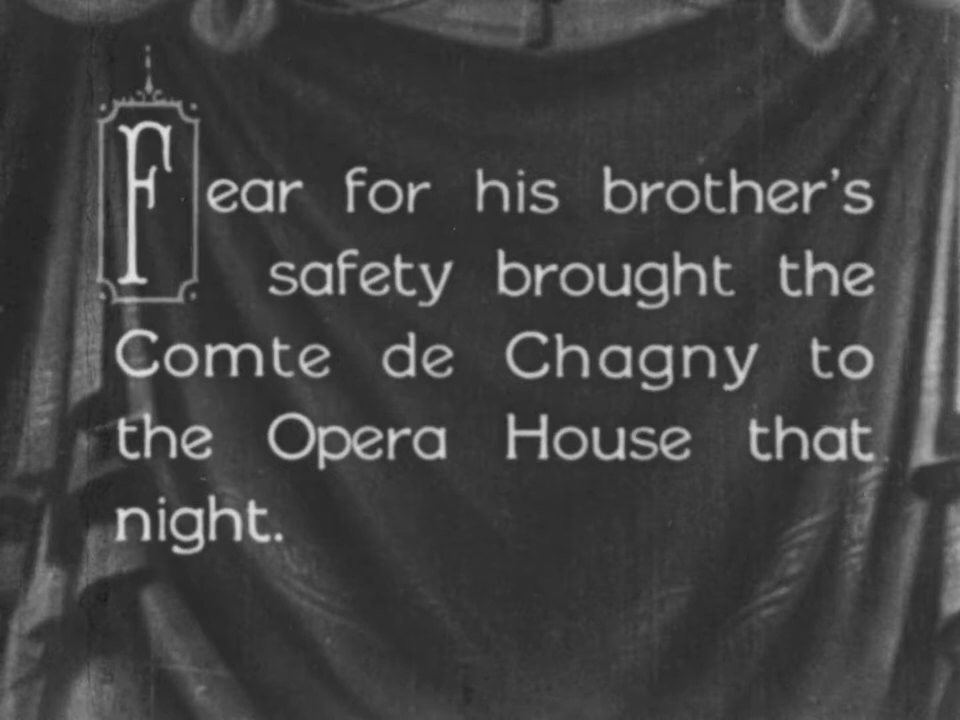 Fear for his brother's
safety brought the
Comte de Chagny to
the Opera House that
night.